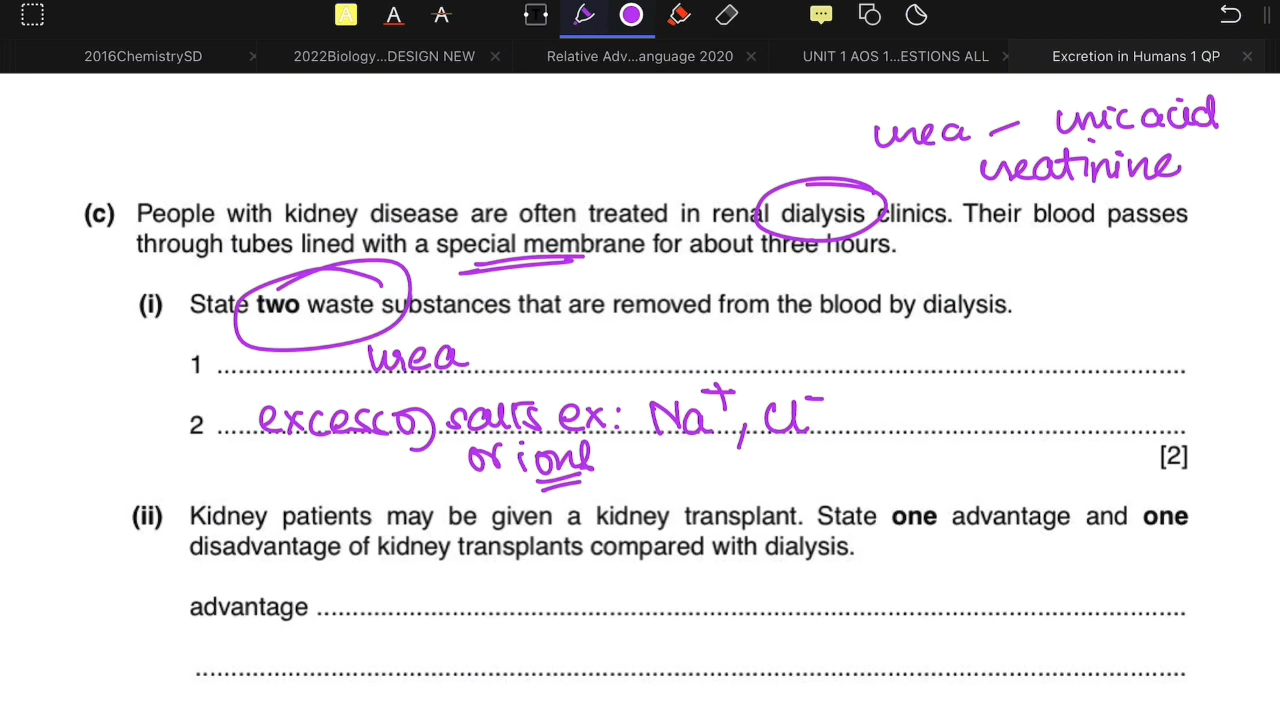 A A A T
2016ChemistrySD × 2022Biology...DESIGN NEW × Relative Adv...anguage 2020 × UNIT 1 AOS 1...ESTIONS ALL × Excretion in Humans 1 QP ×
urea – uric acid
creatinine
(c) People with kidney disease are often treated in renal dialysis clinics. Their blood passes
through tubes lined with a special membrane for about three hours.
(i) State two waste substances that are removed from the blood by dialysis.
1 urea
2 excess salts ex: Na+, Cl-
or ions
[2]
(ii) Kidney patients may be given a kidney transplant. State one advantage and one
disadvantage of kidney transplants compared with dialysis.
advantage